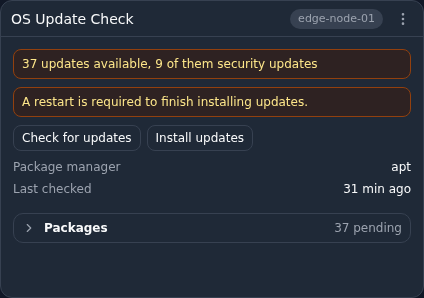 OS Update Check
edge-node-01
37 updates available, 9 of them security updates
A restart is required to finish installing updates.
Check for updates
Install updates
Package manager
apt
Last checked
31 min ago
Packages
37 pending